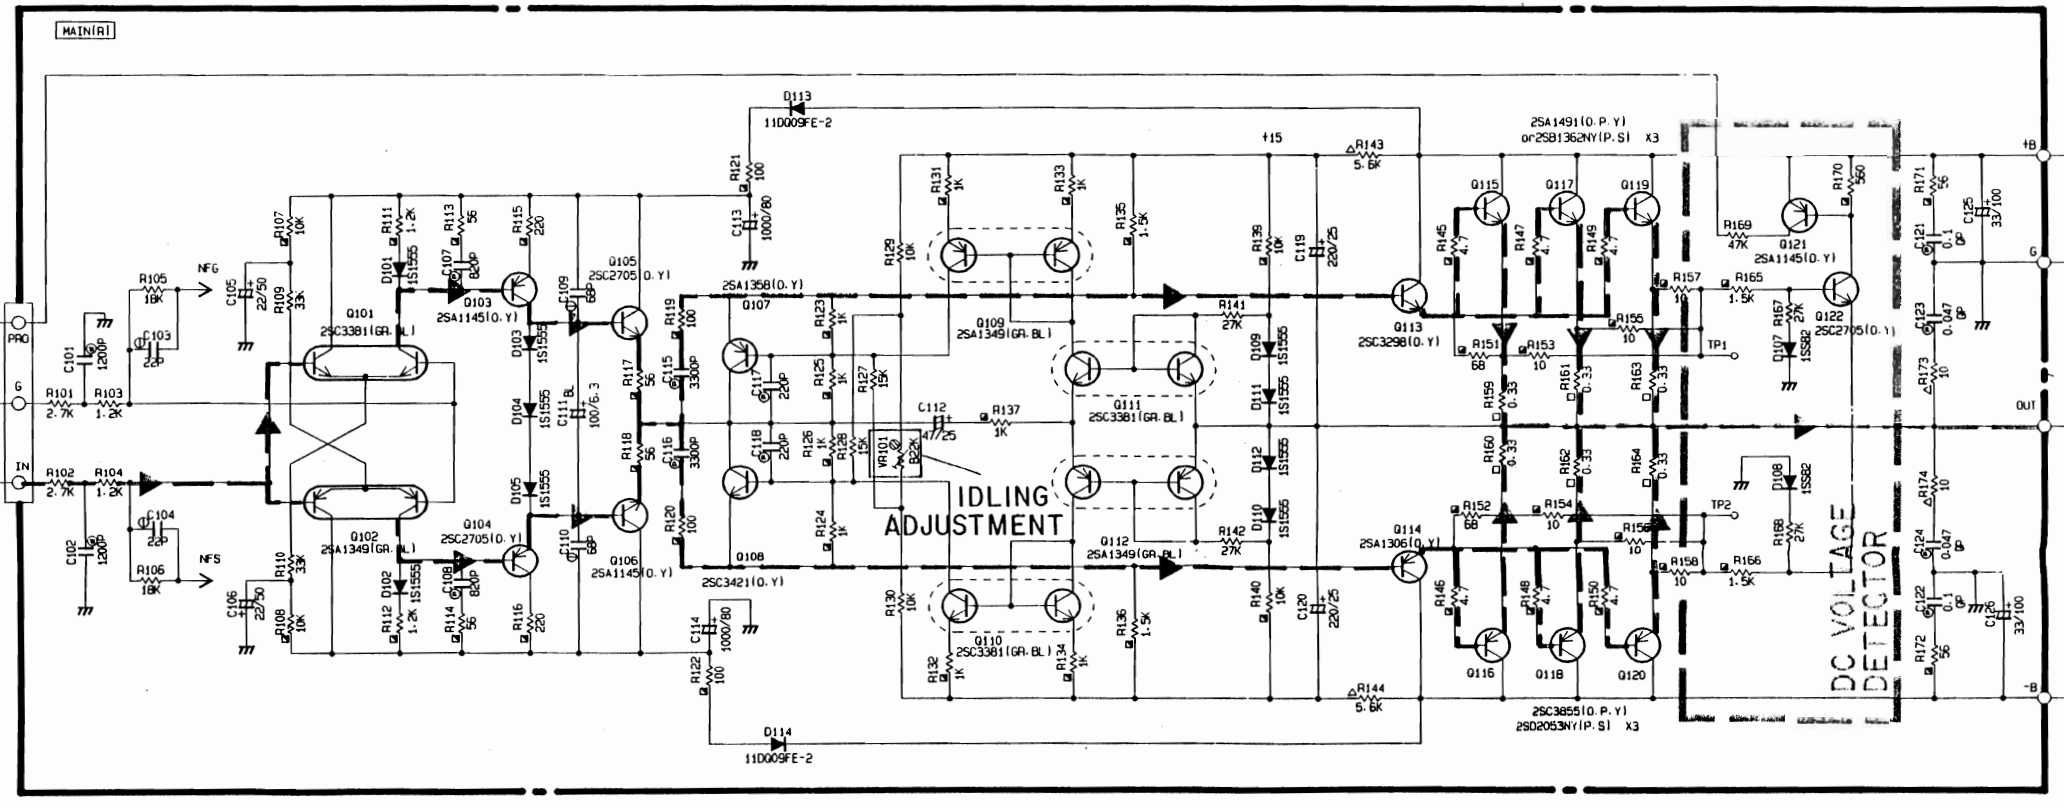 MAIN(R)
PRO
G
IN
R101
2.7K
R102
2.7K
C101
1200P
C102
1200P
R103
1.2K
R104
1.2K
R105
18K
C103
22P
C104
22P
R106
18K
NFG
NFS
C105
22/50
C106
22/50
R107
10K
R109
33K
R110
33K
R108
10K
Q101
2SC3381(GR.BL)
Q102
2SA1349(GR.BL)
R111
1.2K
D101
1S1555
D102
1S1555
R112
1.2K
R113
56
C107
820P
C108
820P
R114
56
Q103
2SA1145(O.Y)
Q104
2SC2705(O.Y)
R115
220
D103
1S1555
D104
1S1555
D105
1S1555
R116
220
C109
68P
C111
BL
100/6.3
C110
68P
Q105
2SC2705(O.Y)
Q106
2SA1145(O.Y)
R117
56
R118
56
R119
100
C115
3300P
C116
3300P
R120
100
R121
100
C113
1000/80
C114
1000/80
R122
100
D113
11DQ09FE-2
D114
11DQ09FE-2
2SA1358(O.Y)
Q107
Q108
2SC3421(O.Y)
C117
220P
C118
220P
R123
1K
R125
1K
R126
1K
R124
1K
R127
15K
R128
15K
VR101
B22K
IDLING
ADJUSTMENT
R129
10K
R130
10K
C112
47/25
R137
1K
R131
1K
R133
1K
Q109
2SA1349(GR.BL)
Q110
2SC3381(GR.BL)
R132
1K
R134
1K
R135
1.5K
R136
1.5K
Q111
2SC3381(GR.BL)
Q112
2SA1349(GR.BL)
R141
27K
R142
27K
+15
R139
10K
R140
10K
D109
1S1555
D111
1S1555
D112
1S1555
D110
1S1555
C119
220/25
C120
220/25
R143
5.6K
R144
5.6K
Q113
2SC3298(O.Y)
Q114
2SA1306(O.Y)
2SA1491(O.P.Y)
or2SB1362NY(P.S) X3
Q115
Q117
Q119
R145
4.7
R147
4.7
R149
4.7
R151
68
R153
10
R155
10
R157
10
R159
0.33
R161
0.33
R163
0.33
R160
0.33
R162
0.33
R164
0.33
R152
68
R154
10
R156
10
R158
10
R146
4.7
R148
4.7
R150
4.7
Q116
Q118
Q120
2SC3855(O.P.Y)
2SD2053NY(P.S) X3
TP1
TP2
R165
1.5K
R166
1.5K
R167
27K
D107
1SS82
D108
1SS82
R168
27K
R169
47K
Q121
2SA1145(O.Y)
R170
560
Q122
2SC2705(O.Y)
DC VOLTAGE
DETECTOR
R171
56
C121
0.1
C123
0.047
R173
10
R174
10
C124
0.047
C122
0.1
R172
56
C125
33/100
C126
33/100
+B
G
OUT
-B